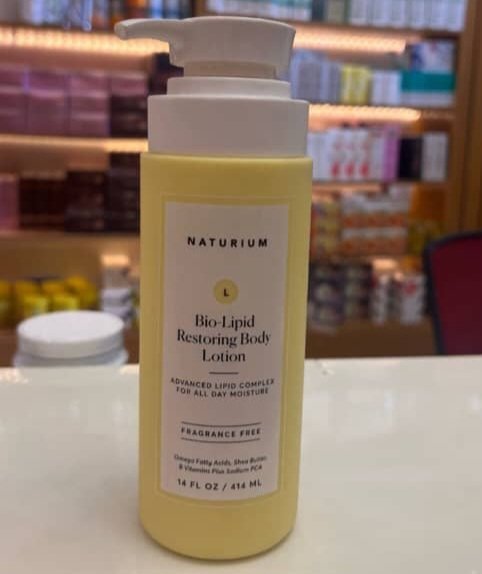 NATURIUM
L
Bio-Lipid
Restoring Body
Lotion
ADVANCED LIPID COMPLEX
FOR ALL DAY MOISTURE
FRAGRANCE FREE
Omega Fatty Acids, Shea Butter,
B Vitamins Plus Sodium PCA
14 FL OZ / 414 ML